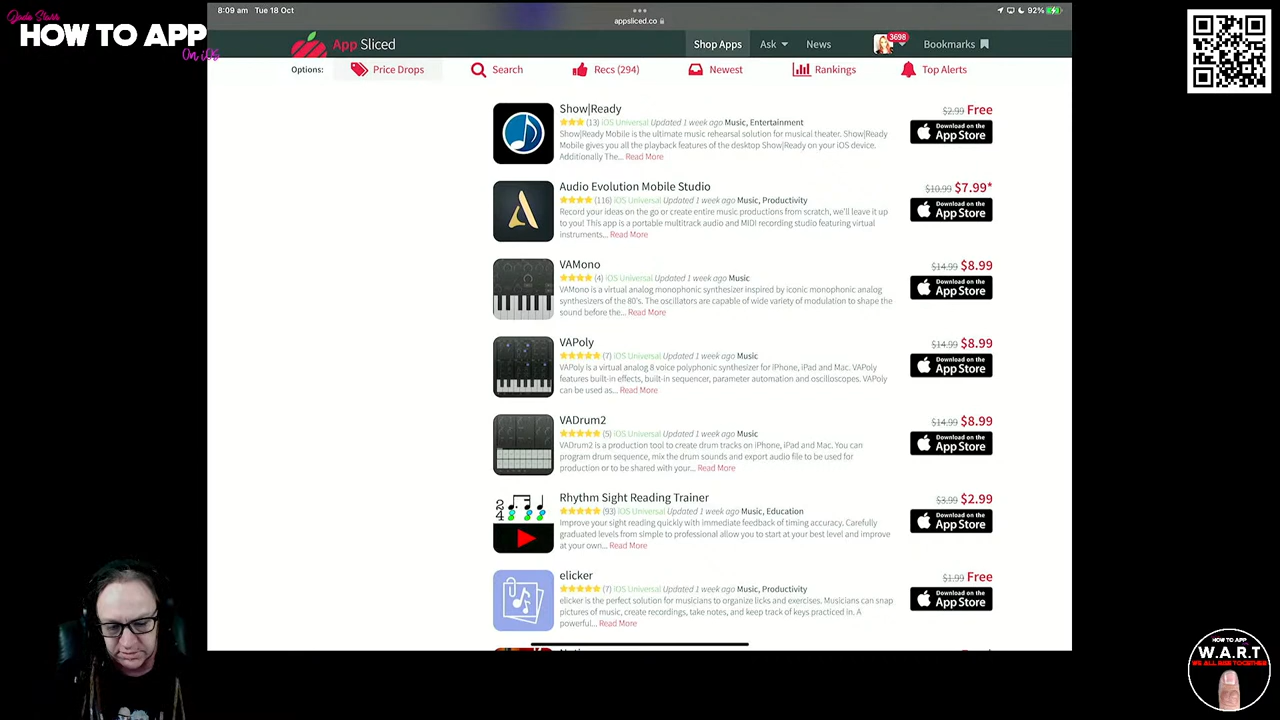 8:09 am Tue 18 Oct
92%
appsliced.co
Jade Starr
HOW TO APP
On iOS
App Sliced
Shop Apps
Ask
News
3698
Bookmarks
Options:
Price Drops
Search
Recs (294)
Newest
Rankings
Top Alerts
Show|Ready
$2.99 Free
(13) iOS Universal Updated 1 week ago Music, Entertainment
Show|Ready Mobile is the ultimate music rehearsal solution for musical theater. Show|Ready
Mobile gives you all the playback features of the desktop Show|Ready on your iOS device.
Additionally The... Read More
Download on the
App Store
Audio Evolution Mobile Studio
$10.99 $7.99*
(116) iOS Universal Updated 1 week ago Music, Productivity
Record your ideas on the go or create entire music productions from scratch, we'll leave it up
to you! This app is a portable multitrack audio and MIDI recording studio featuring virtual
instruments... Read More
Download on the
App Store
VAMono
$14.99 $8.99
(4) iOS Universal Updated 1 week ago Music
VAMono is a virtual analog monophonic synthesizer inspired by iconic monophonic analog
synthesizers of the 80's. The oscillators are capable of wide variety of modulation to shape the
sound before the... Read More
Download on the
App Store
VAPoly
$14.99 $8.99
(7) iOS Universal Updated 1 week ago Music
VAPoly is a virtual analog 8 voice polyphonic synthesizer for iPhone, iPad and Mac. VAPoly
features built-in effects, built-in sequencer, parameter automation and oscilloscopes. VAPoly
can be used as... Read More
Download on the
App Store
VADrum2
$14.99 $8.99
(5) iOS Universal Updated 1 week ago Music
VADrum2 is a production tool to create drum tracks on iPhone, iPad and Mac. You can
program drum sequence, mix the drum sounds and export audio file to be used for
production or to be shared with your... Read More
Download on the
App Store
2
4
Rhythm Sight Reading Trainer
$3.99 $2.99
(93) iOS Universal Updated 1 week ago Music, Education
Improve your sight reading quickly with immediate feedback of timing accuracy. Carefully
graduated levels from simple to professional allow you to start at your best level and improve
at your own... Read More
Download on the
App Store
elicker
$1.99 Free
(7) iOS Universal Updated 1 week ago Music, Productivity
elicker is the perfect solution for musicians to organize licks and exercises. Musicians can snap
pictures of music, create recordings, take notes, and keep track of keys practiced in. A
powerful... Read More
Download on the
App Store
HOW TO APP
W.A.R.T
WE ALL RISE TOGETHER